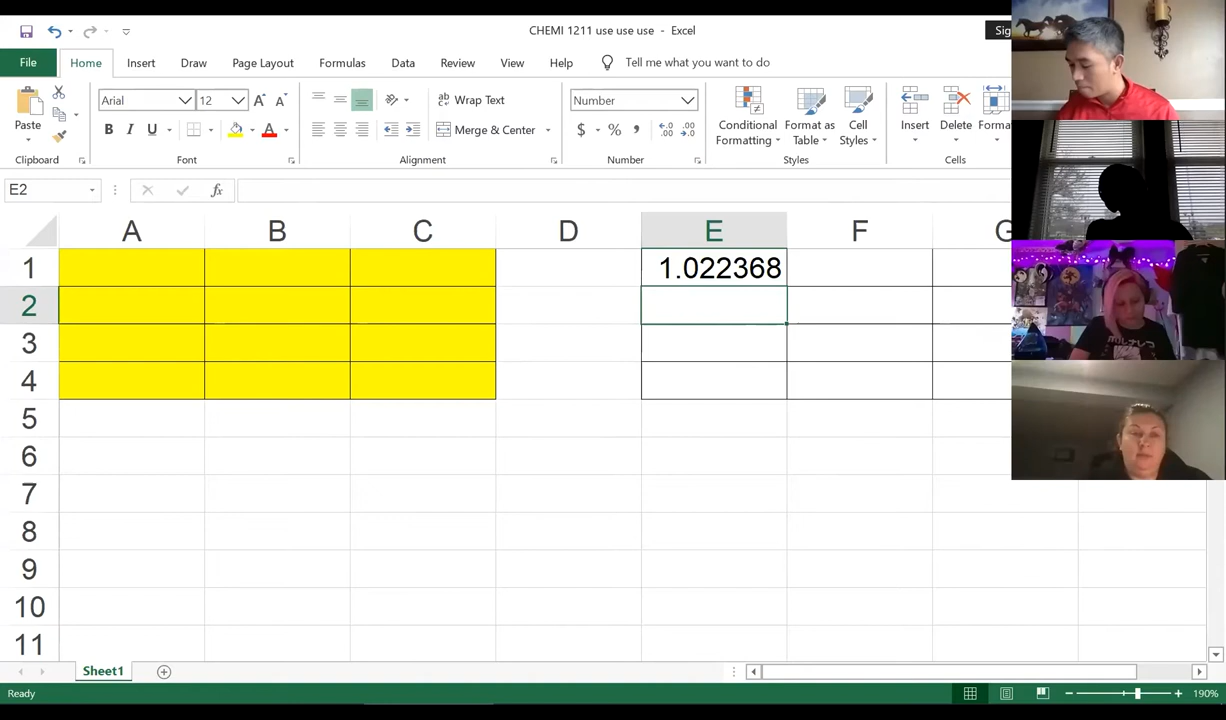 CHEMI 1211 use use use - Excel
Sig
File Home Insert Draw Page Layout Formulas Data Review View Help Tell me what you want to do
Arial 12 Wrap Text Number Insert Delete Format
Paste B I U Merge & Center $ % , Conditional Formatting Format as Table Cell Styles
Clipboard Font Alignment Number Styles Cells
E2 fx
A B C D E F G
1 1.022368
2
3
4
5
6
7
8
9
10
11
Sheet1
Ready 190%